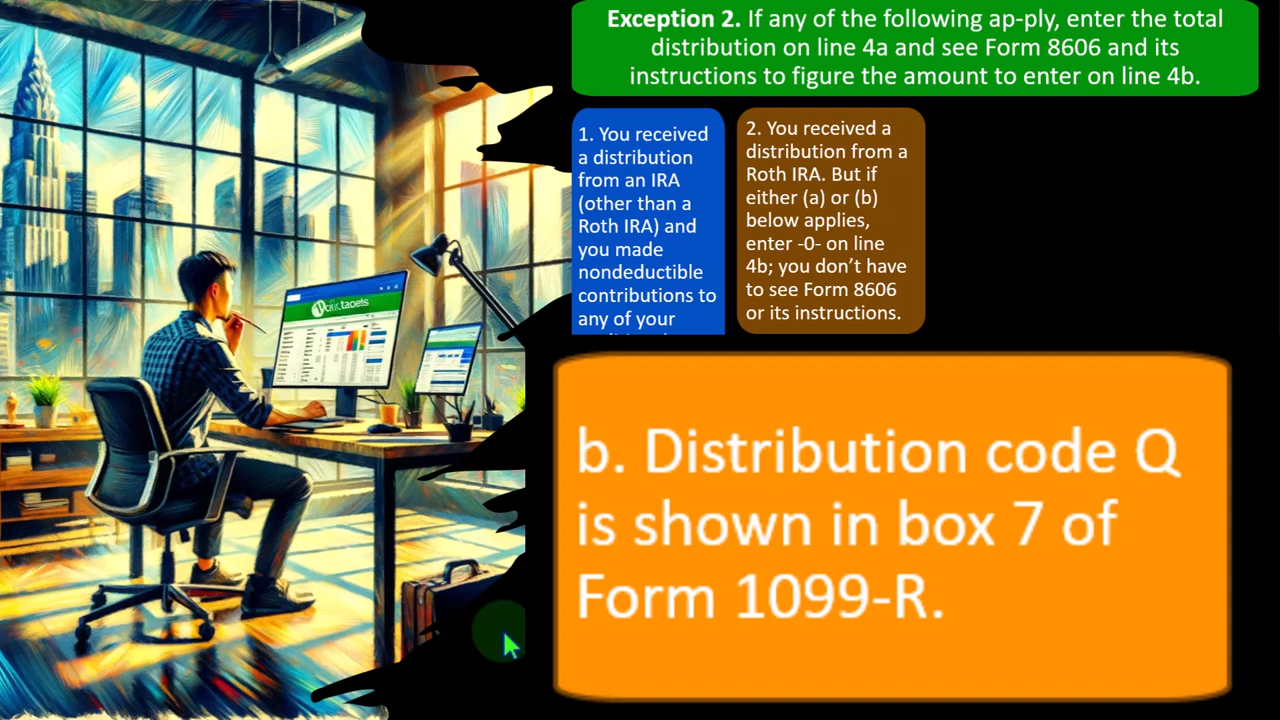 Exception 2. If any of the following ap-ply, enter the total
distribution on line 4a and see Form 8606 and its
instructions to figure the amount to enter on line 4b.
1. You received
a distribution
from an IRA
(other than a
Roth IRA) and
you made
nondeductible
contributions to
any of your
2. You received a
distribution from a
Roth IRA. But if
either (a) or (b)
below applies,
enter -0- on line
4b; you don’t have
to see Form 8606
or its instructions.
b. Distribution code Q
is shown in box 7 of
Form 1099-R.